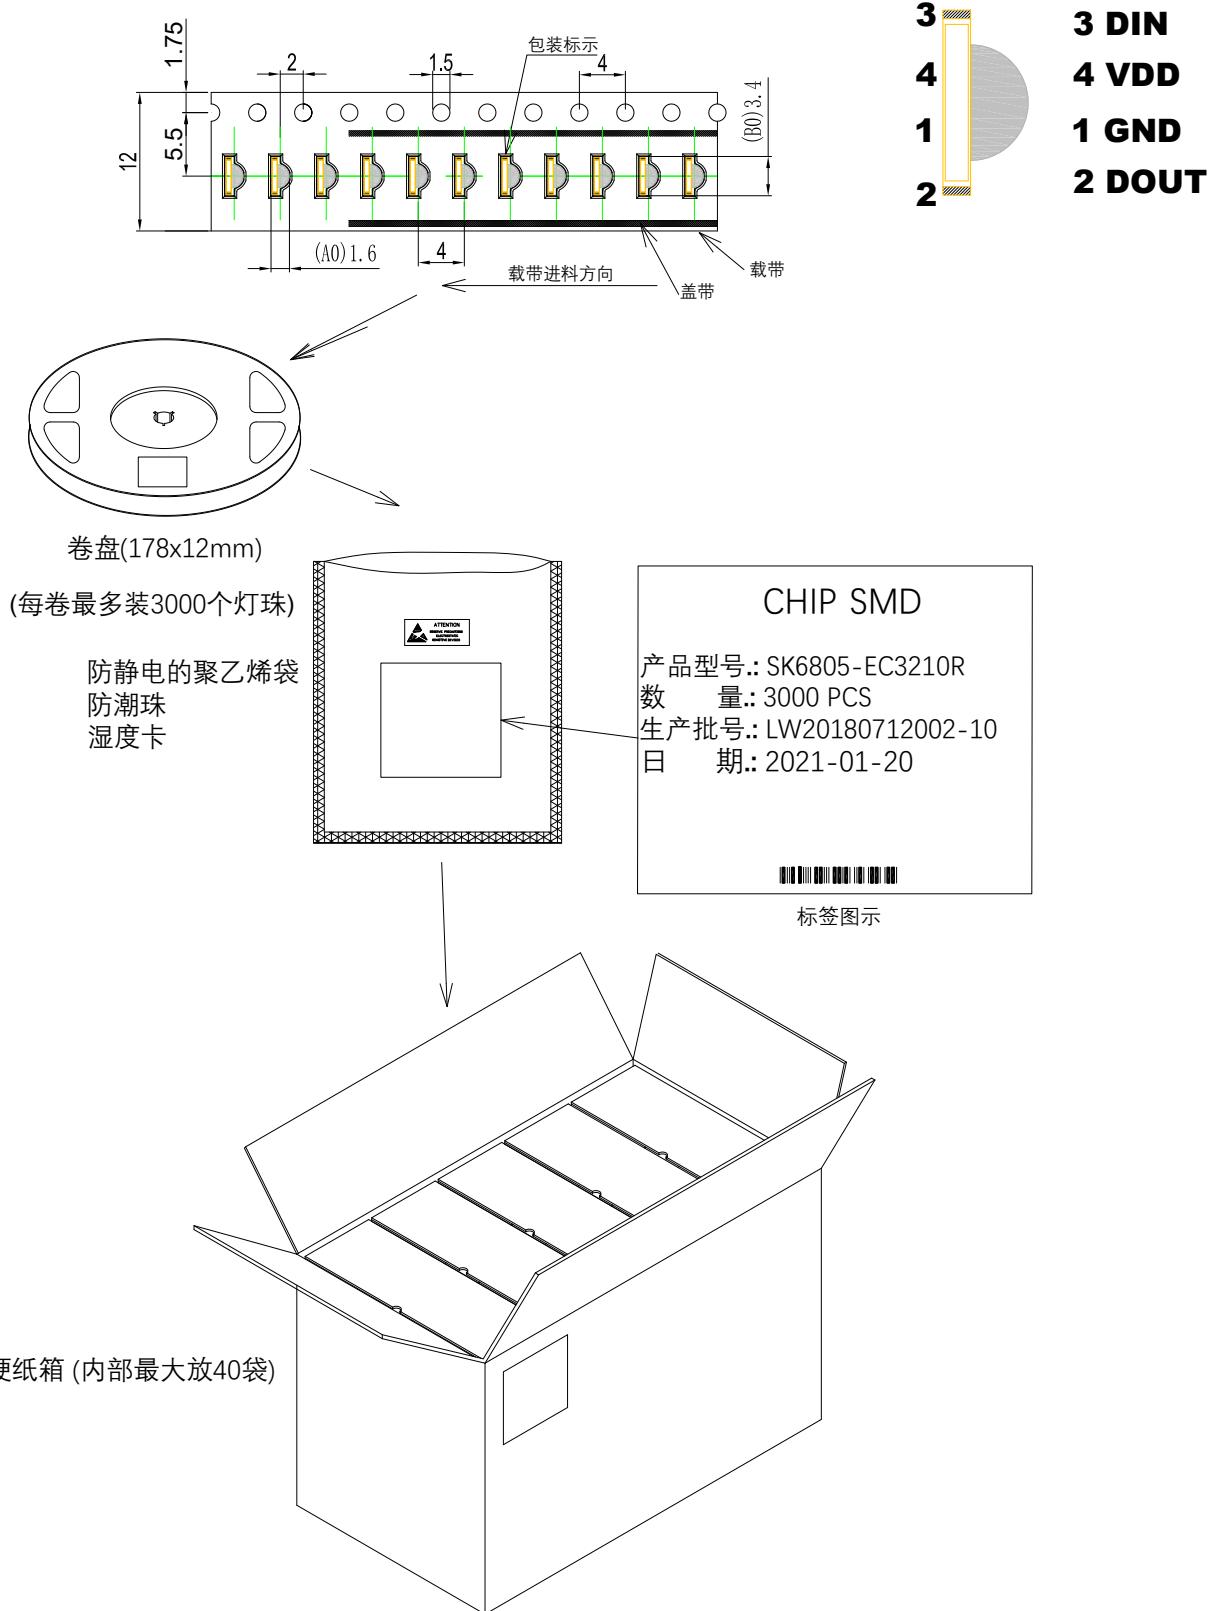 1.75
5.5
12
2
1.5
包装标示
4
(B0)3.4
(A0)1.6
4
载带进料方向
盖带
载带
3
4
1
2
3 DIN
4 VDD
1 GND
2 DOUT
卷盘(178x12mm)
(每卷最多装3000个灯珠)
防静电的聚乙烯袋
防潮珠
湿度卡
ATTENTION
CHIP SMD
产品型号.: SK6805-EC3210R
数 量.: 3000 PCS
生产批号.: LW20180712002-10
日 期.: 2021-01-20
标签图示
纸箱 (内部最大放40袋)